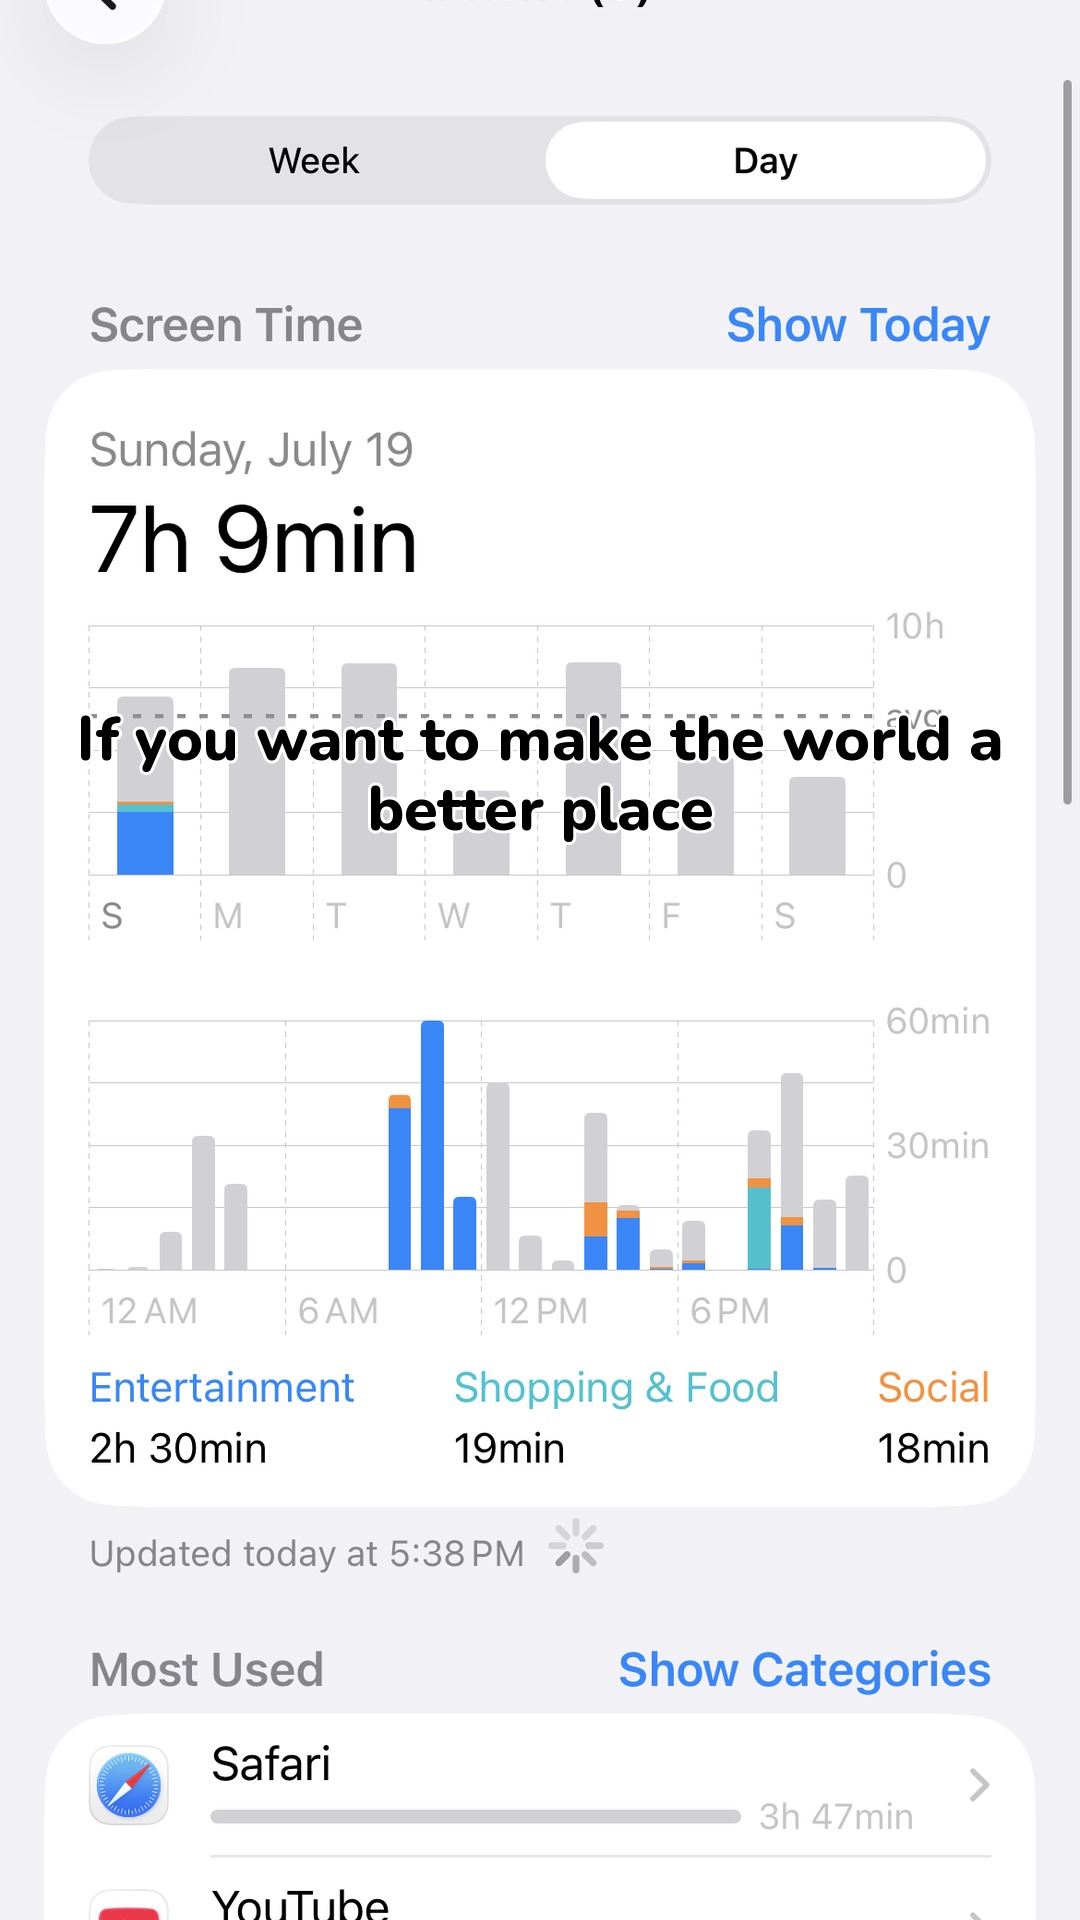 Week
Day
Screen Time
Show Today
Sunday, July 19
7h 9min
10h
avg
If you want to make the world a
better place
0
S M T W T F S
60min
30min
0
12 AM 6 AM 12 PM 6 PM
Entertainment Shopping & Food Social
2h 30min 19min 18min
Updated today at 5:38 PM
Most Used
Show Categories
Safari
3h 47min
YouTube